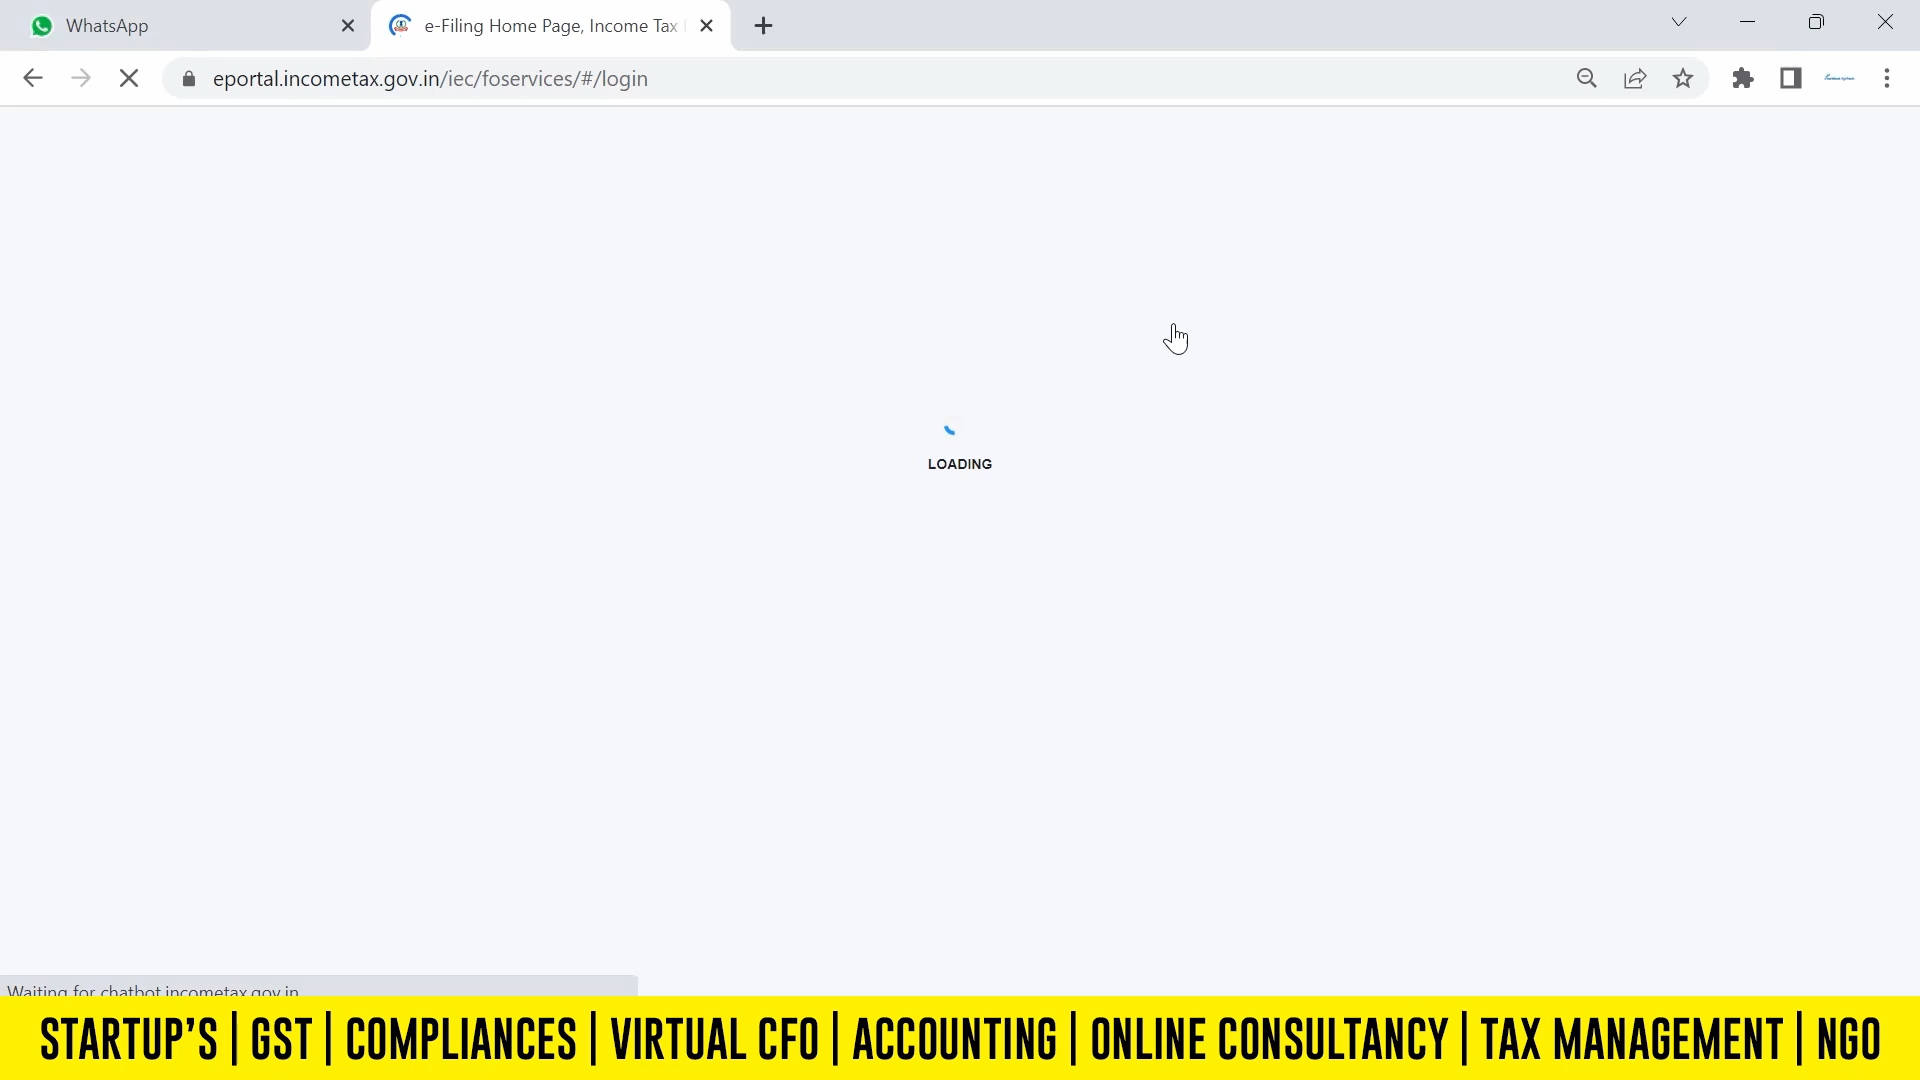 WhatsApp
e-Filing Home Page, Income Tax
eportal.incometax.gov.in/iec/foservices/#/login
LOADING
Waiting for chatbot.incometax.gov.in
STARTUP'S | GST | COMPLIANCES | VIRTUAL CFO | ACCOUNTING | ONLINE CONSULTANCY | TAX MANAGEMENT | NGO